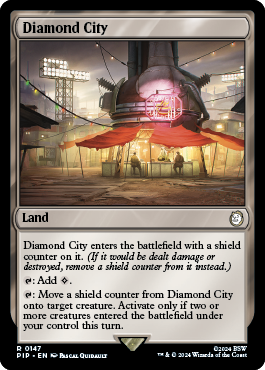 Diamond City
Land
Diamond City enters the battlefield with a shield
counter on it. (If it would be dealt damage or
destroyed, remove a shield counter from it instead.)
: Add .
: Move a shield counter from Diamond City
onto target creature. Activate only if two or
more creatures entered the battlefield under
your control this turn.
R 0147
PIP • EN Pascal Quidault
©2024 BSW
™ & © 2024 Wizards of the Coast